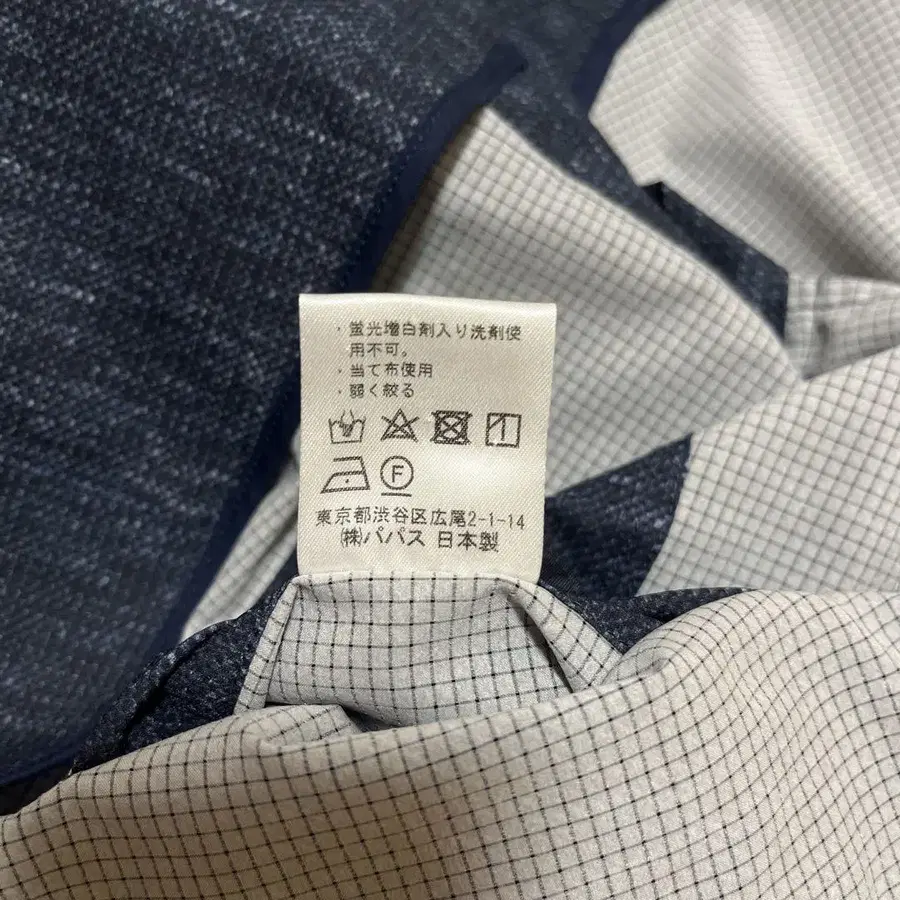 ・蛍光増白剤入り洗剤使
用不可。
・当て布使用
・弱く絞る
F
東京都渋谷区広尾2-1-14
㈱パパス 日本製